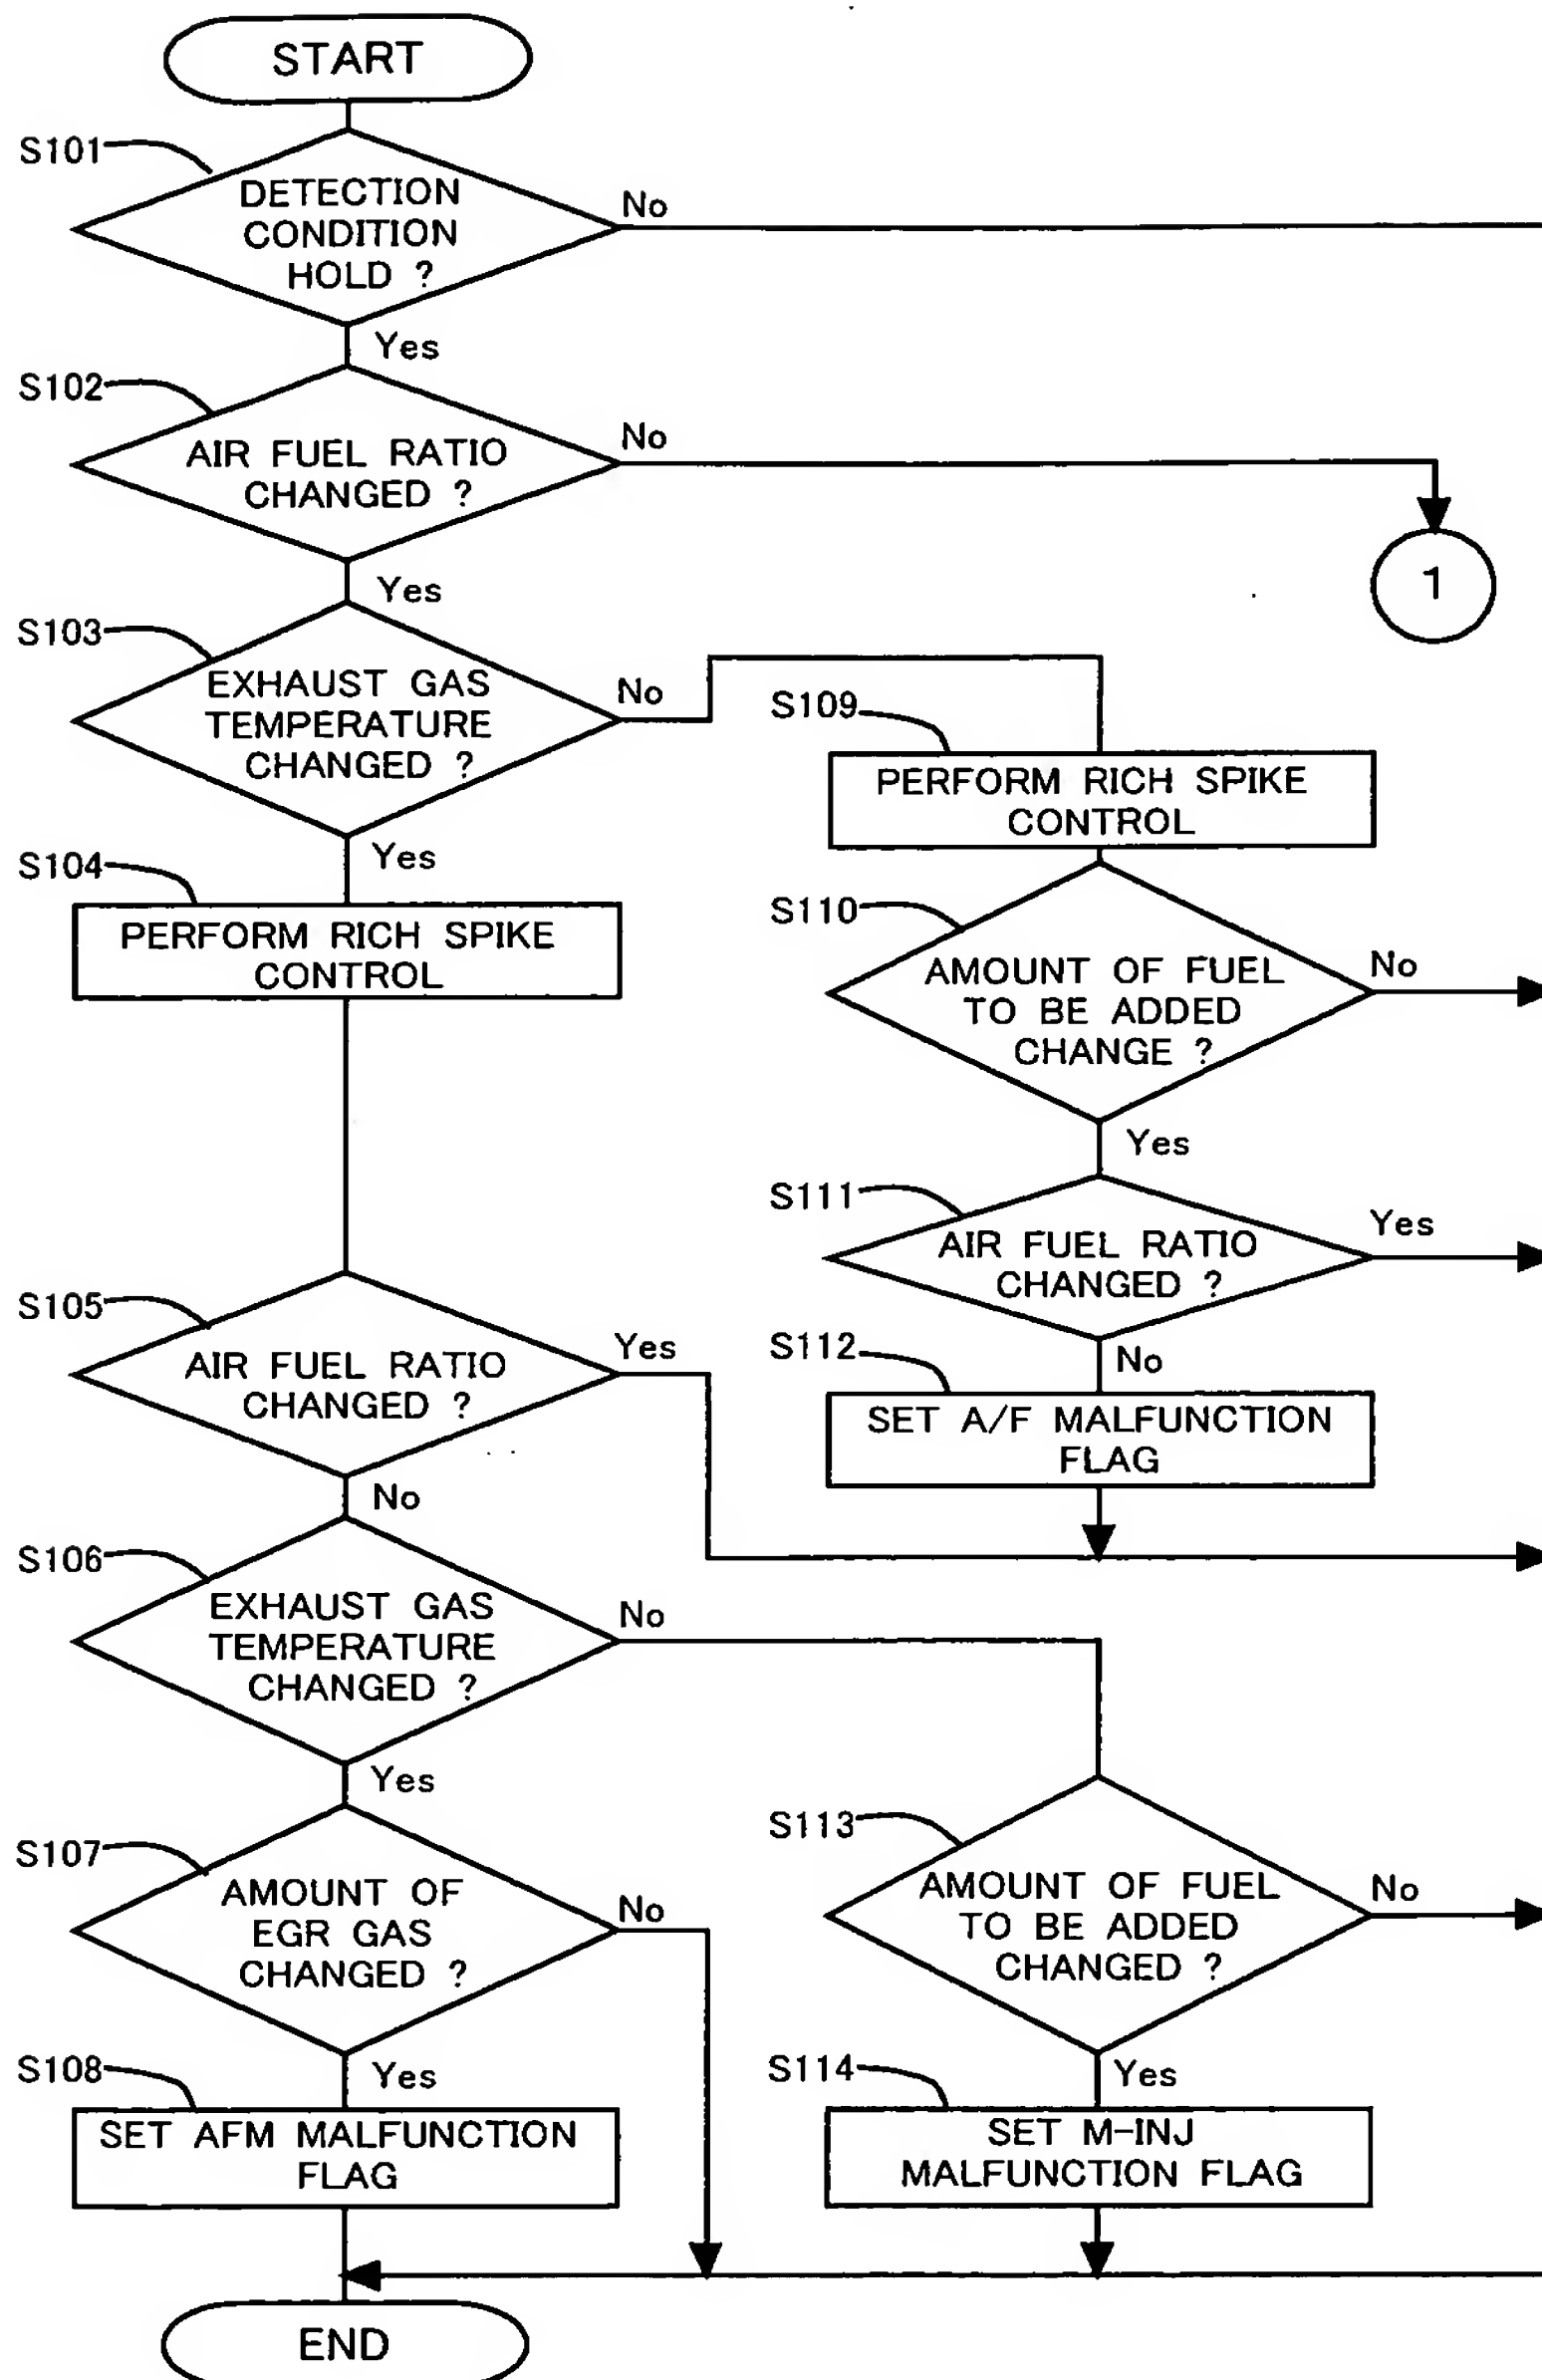 START
S101
DETECTION
CONDITION
HOLD ?
No
Yes
S102
AIR FUEL RATIO
CHANGED ?
No
1
Yes
S103
EXHAUST GAS
TEMPERATURE
CHANGED ?
No
Yes
S109
PERFORM RICH SPIKE
CONTROL
S104
PERFORM RICH SPIKE
CONTROL
S110
AMOUNT OF FUEL
TO BE ADDED
CHANGE ?
No
Yes
S111
AIR FUEL RATIO
CHANGED ?
Yes
No
S105
AIR FUEL RATIO
CHANGED ?
Yes
No
S112
SET A/F MALFUNCTION
FLAG
S106
EXHAUST GAS
TEMPERATURE
CHANGED ?
No
Yes
S107
AMOUNT OF
EGR GAS
CHANGED ?
No
Yes
S113
AMOUNT OF FUEL
TO BE ADDED
CHANGED ?
No
Yes
S108
SET AFM MALFUNCTION
FLAG
S114
SET M-INJ
MALFUNCTION FLAG
END